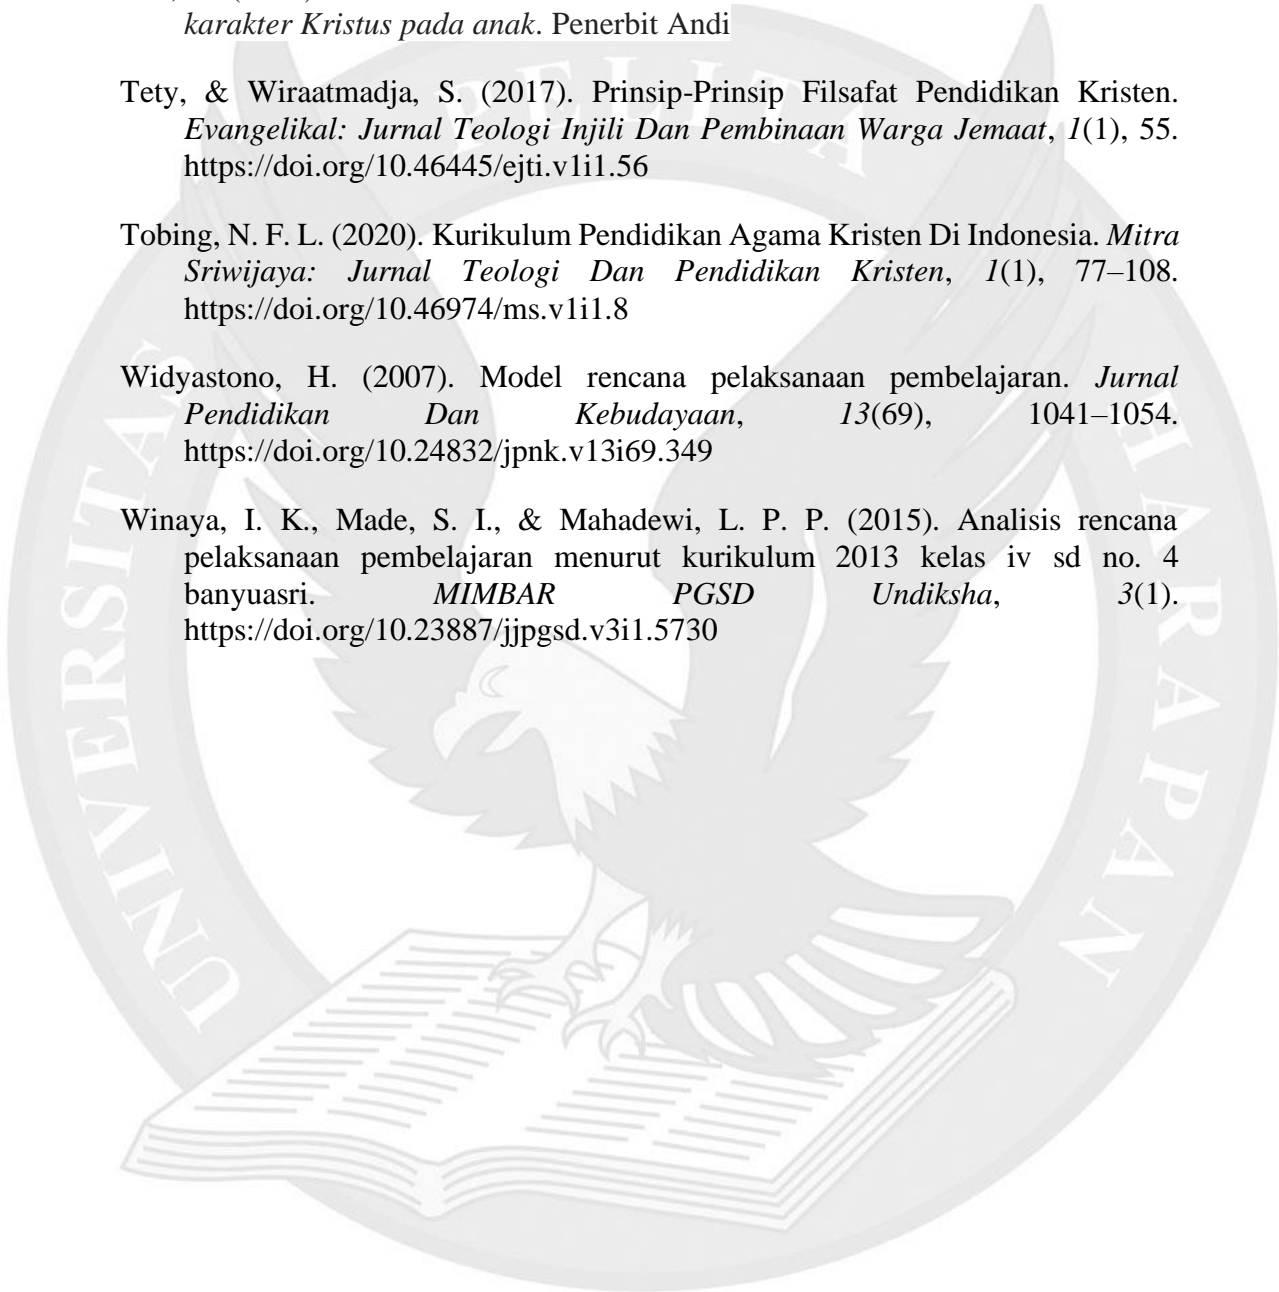 karakter Kristus pada anak. Penerbit Andi
Tety, & Wiraatmadja, S. (2017). Prinsip-Prinsip Filsafat Pendidikan Kristen.
Evangelikal: Jurnal Teologi Injili Dan Pembinaan Warga Jemaat, 1(1), 55.
https://doi.org/10.46445/ejti.v1i1.56
Tobing, N. F. L. (2020). Kurikulum Pendidikan Agama Kristen Di Indonesia. Mitra
Sriwijaya: Jurnal Teologi Dan Pendidikan Kristen, 1(1), 77–108.
https://doi.org/10.46974/ms.v1i1.8
Widyastono, H. (2007). Model rencana pelaksanaan pembelajaran. Jurnal
Pendidikan Dan Kebudayaan, 13(69), 1041–1054.
https://doi.org/10.24832/jpnk.v13i69.349
Winaya, I. K., Made, S. I., & Mahadewi, L. P. P. (2015). Analisis rencana
pelaksanaan pembelajaran menurut kurikulum 2013 kelas iv sd no. 4
banyuasri. MIMBAR PGSD Undiksha, 3(1).
https://doi.org/10.23887/jjpgsd.v3i1.5730
UNIVERSITAS PELITA HARAPAN